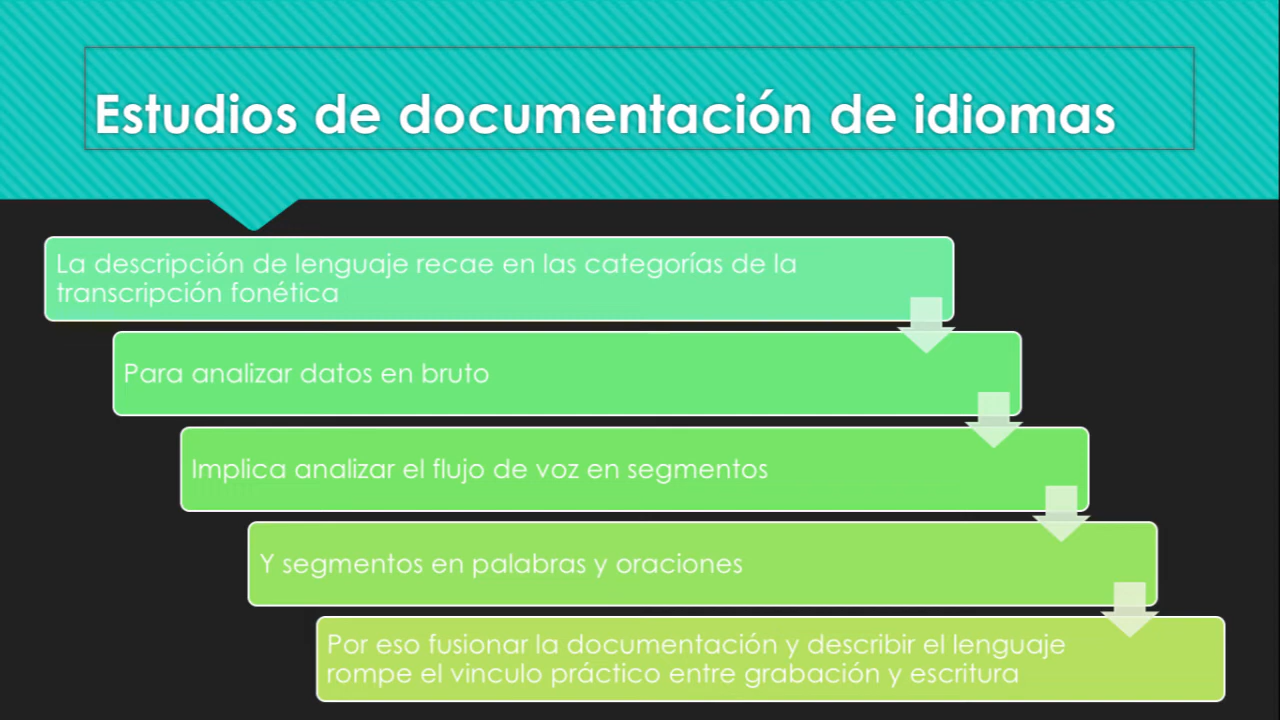 Estudios de documentación de idiomas
La descripción de lenguaje recae en las categorías de la
transcripción fonética
Para analizar datos en bruto
Implica analizar el flujo de voz en segmentos
Y segmentos en palabras y oraciones
Por eso fusionar la documentación y describir el lenguaje
rompe el vinculo práctico entre grabación y escritura